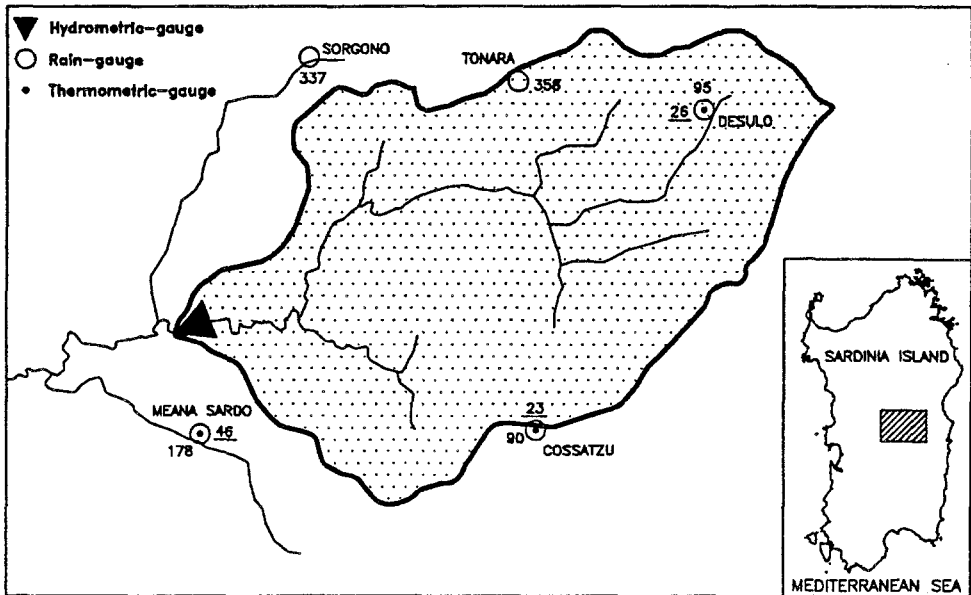 Hydrometric-gauge
Rain-gauge
Thermometric-gauge
SORGONO
337
TONARA
358
95
26
DESULO
SARDINIA ISLAND
MEANA SARDO
46
178
23
90
COSSATZU
MEDITERRANEAN SEA